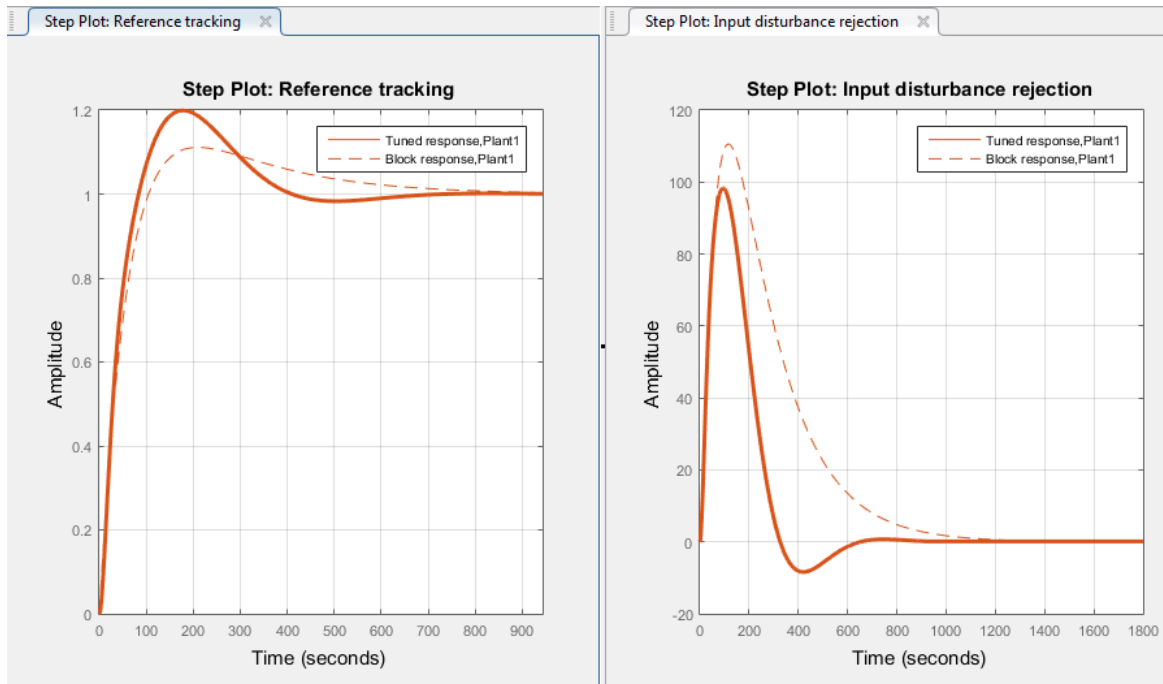 Step Plot: Reference tracking
Step Plot: Input disturbance rejection
Step Plot: Reference tracking
Tuned response,Plant1
Block response,Plant1
1.2
1
0.8
0.6
0.4
0.2
0
Amplitude
0 100 200 300 400 500 600 700 800 900
Time (seconds)
Step Plot: Input disturbance rejection
Tuned response,Plant1
Block response,Plant1
120
100
80
60
40
20
0
-20
Amplitude
0 200 400 600 800 1000 1200 1400 1600 1800
Time (seconds)